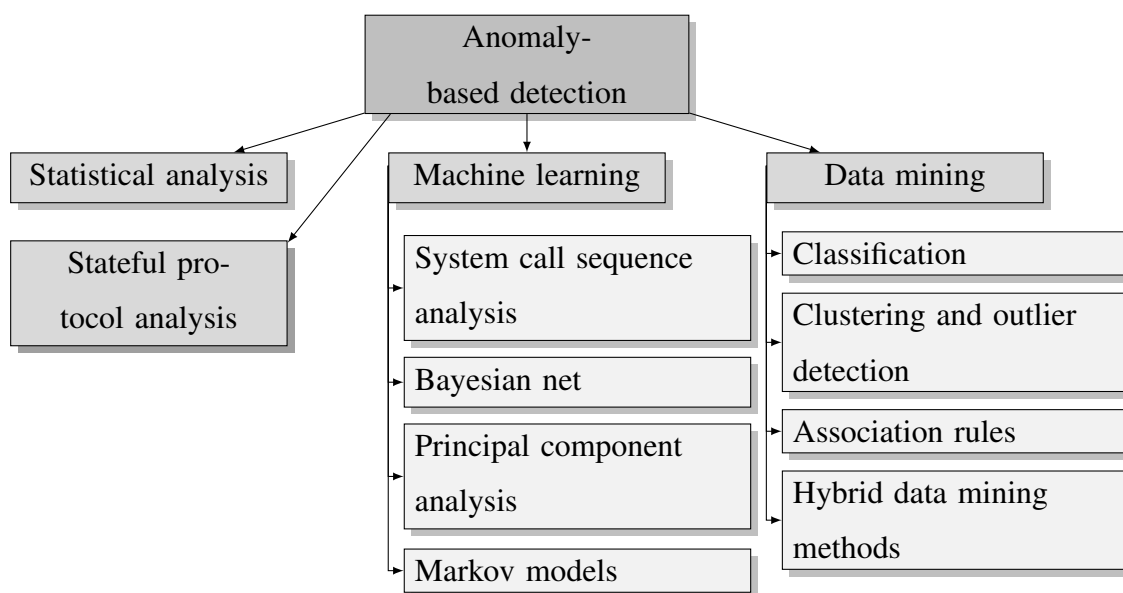 Anomaly-
based detection
Statistical analysis
Stateful pro-
tocol analysis
Machine learning
System call sequence
analysis
Bayesian net
Principal component
analysis
Markov models
Data mining
Classification
Clustering and outlier
detection
Association rules
Hybrid data mining
methods